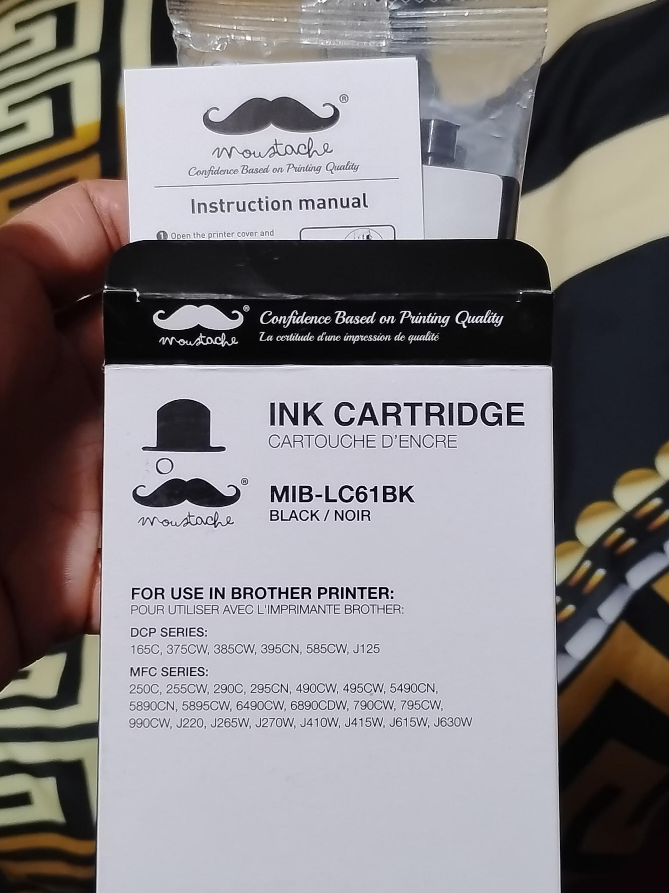 ®
moustache
Confidence Based on Printing Quality
Instruction manual
1 Open the printer cover and
®
moustache
Confidence Based on Printing Quality
La certitude d'une impression de qualité
INK CARTRIDGE
CARTOUCHE D'ENCRE
®
moustache
MIB-LC61BK
BLACK / NOIR
FOR USE IN BROTHER PRINTER:
POUR UTILISER AVEC L'IMPRIMANTE BROTHER:
DCP SERIES:
165C, 375CW, 385CW, 395CN, 585CW, J125
MFC SERIES:
250C, 255CW, 290C, 295CN, 490CW, 495CW, 5490CN,
5890CN, 5895CW, 6490CW, 6890CDW, 790CW, 795CW,
990CW, J220, J265W, J270W, J410W, J415W, J615W, J630W